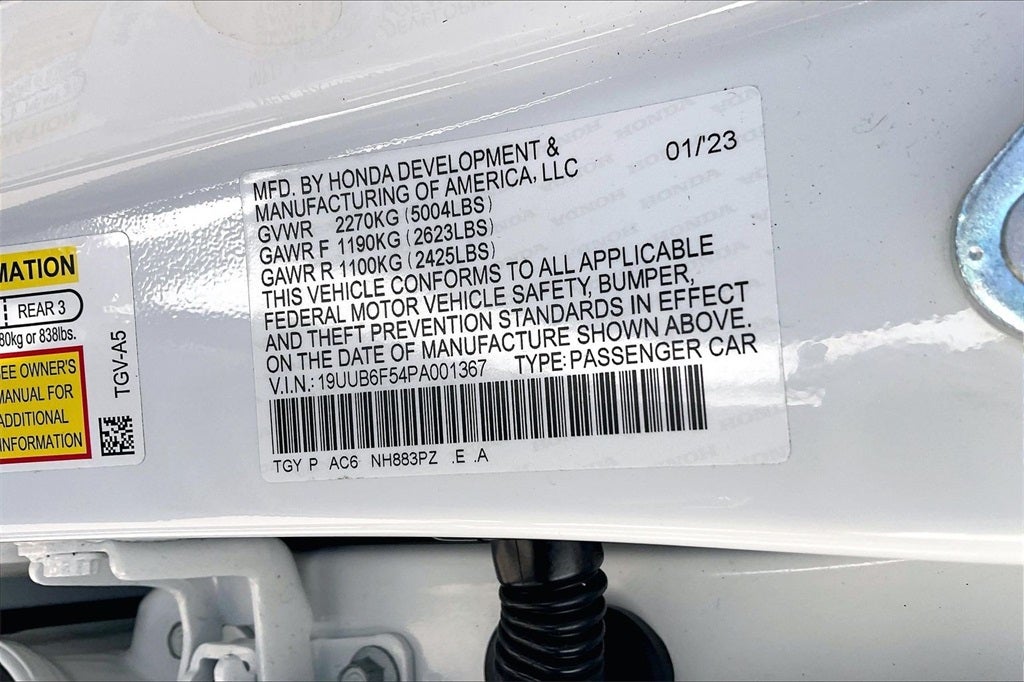 MATION
REAR 3
80kg or 838lbs.
EE OWNER'S
MANUAL FOR
ADDITIONAL
INFORMATION
TGV-A5
MFD. BY HONDA DEVELOPMENT &
MANUFACTURING OF AMERICA, LLC
01/'23
GVWR 2270KG (5004LBS)
GAWR F 1190KG (2623LBS)
GAWR R 1100KG (2425LBS)
THIS VEHICLE CONFORMS TO ALL APPLICABLE
FEDERAL MOTOR VEHICLE SAFETY, BUMPER,
AND THEFT PREVENTION STANDARDS IN EFFECT
ON THE DATE OF MANUFACTURE SHOWN ABOVE.
V.I.N.: 19UUB6F54PA001367 TYPE: PASSENGER CAR
TGY P AC6 NH883PZ .E .A